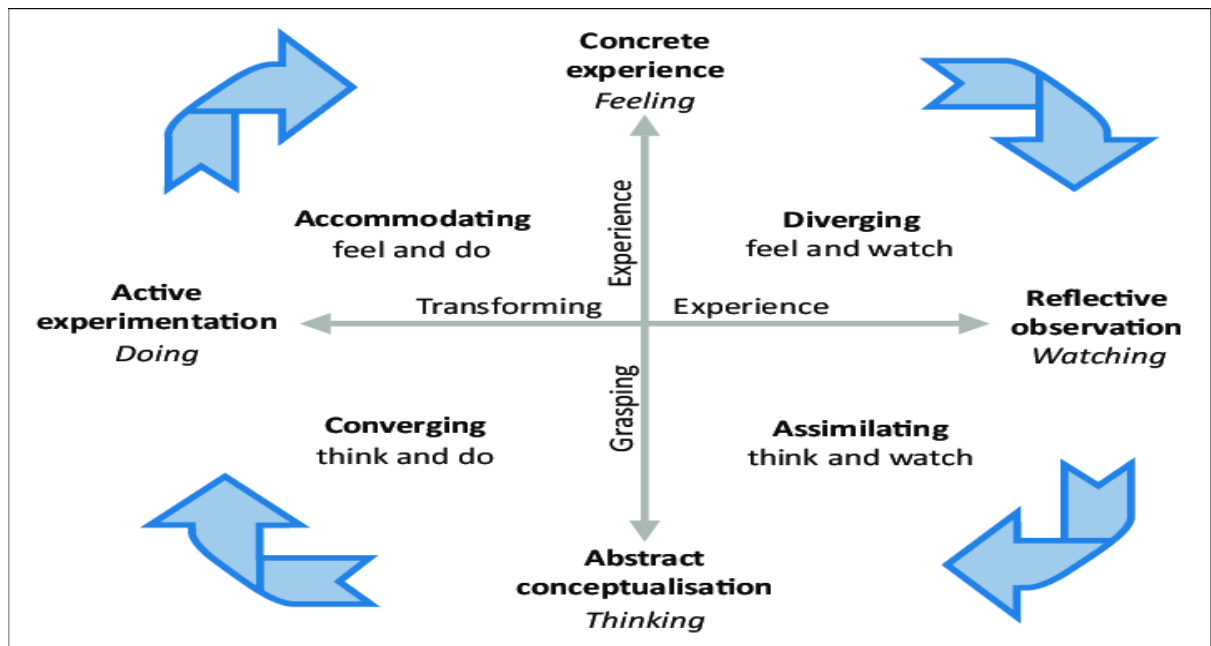 Concrete
experience
Feeling
Accommodating
feel and do
Diverging
feel and watch
Experience
Active
experimentation
Doing
Transforming
Experience
Reflective
observation
Watching
Grasping
Converging
think and do
Assimilating
think and watch
Abstract
conceptualisation
Thinking